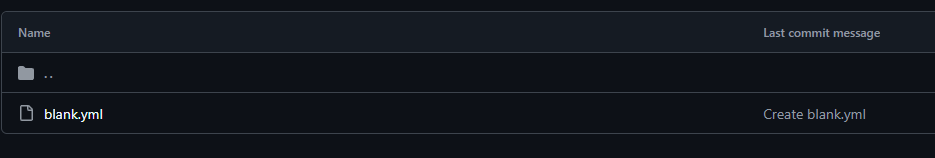 Name Last commit message
..
blank.yml Create blank.yml